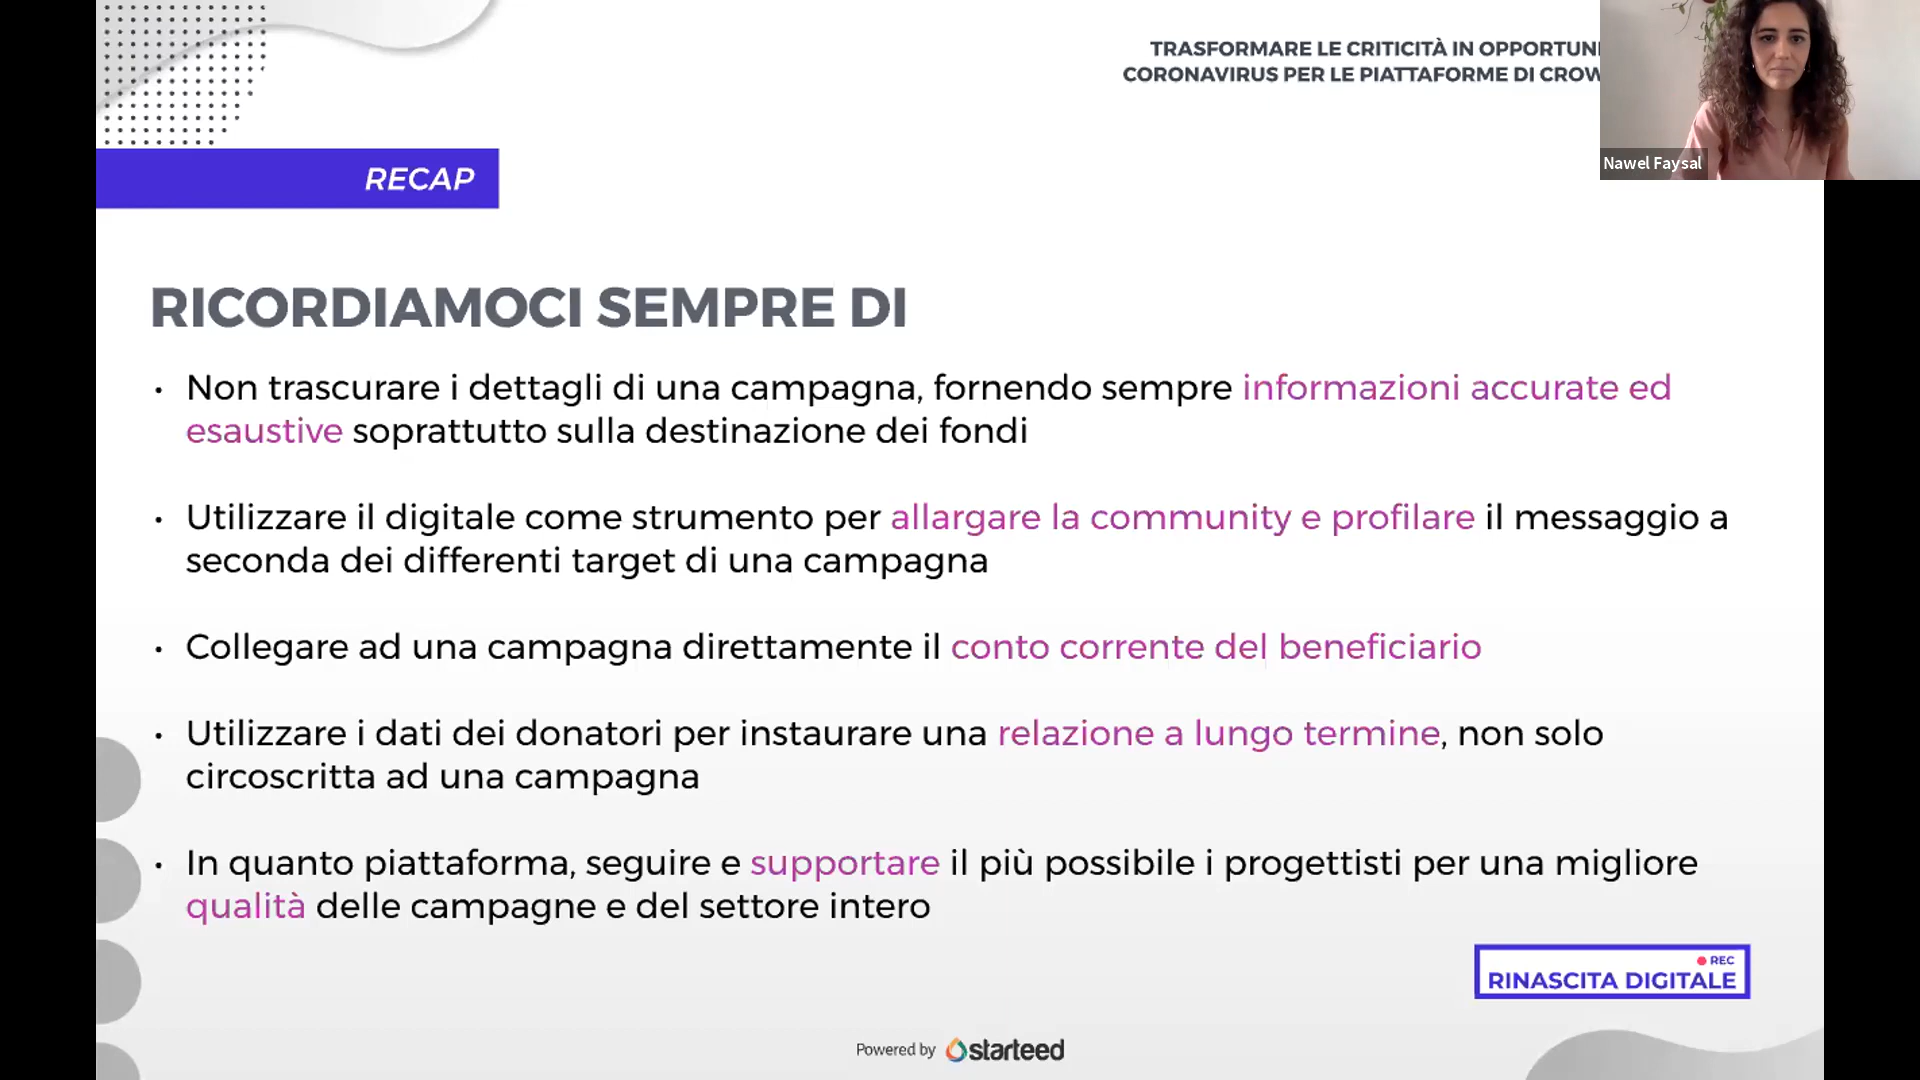 TRASFORMARE LE CRITICITÀ IN
CORONAVIRUS PER LE PIATTAFORME DI
Nawel Faysal
RECAP
RICORDIAMOCI SEMPRE DI
• Non trascurare i dettagli di una campagna, fornendo sempre informazioni accurate ed
esaustive soprattutto sulla destinazione dei fondi
• Utilizzare il digitale come strumento per allargare la community e profilare il messaggio a
seconda dei differenti target di una campagna
• Collegare ad una campagna direttamente il conto corrente del beneficiario
• Utilizzare i dati dei donatori per instaurare una relazione a lungo termine, non solo
circoscritta ad una campagna
• In quanto piattaforma, seguire e supportare il più possibile i progettisti per una migliore
qualità delle campagne e del settore intero
REC
RINASCITA DIGITALE
Powered by starteed